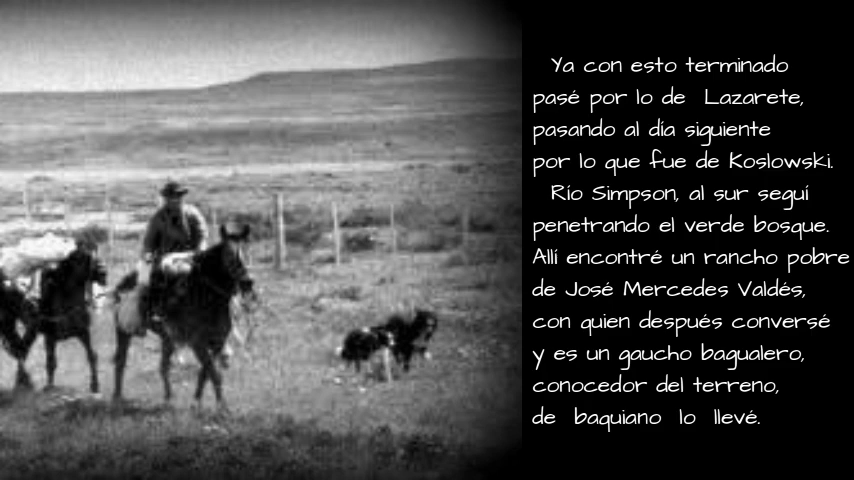 Ya con esto terminado
pasé por lo de Lazarete,
pasando al día siguiente
por lo que fue de Koslowski.
Río Simpson, al sur seguí
penetrando el verde bosque.
Allí encontré un rancho pobre
de José Mercedes Valdés,
con quien después conversé
y es un gaucho bagualero,
conocedor del terreno,
de baquiano lo llevé.